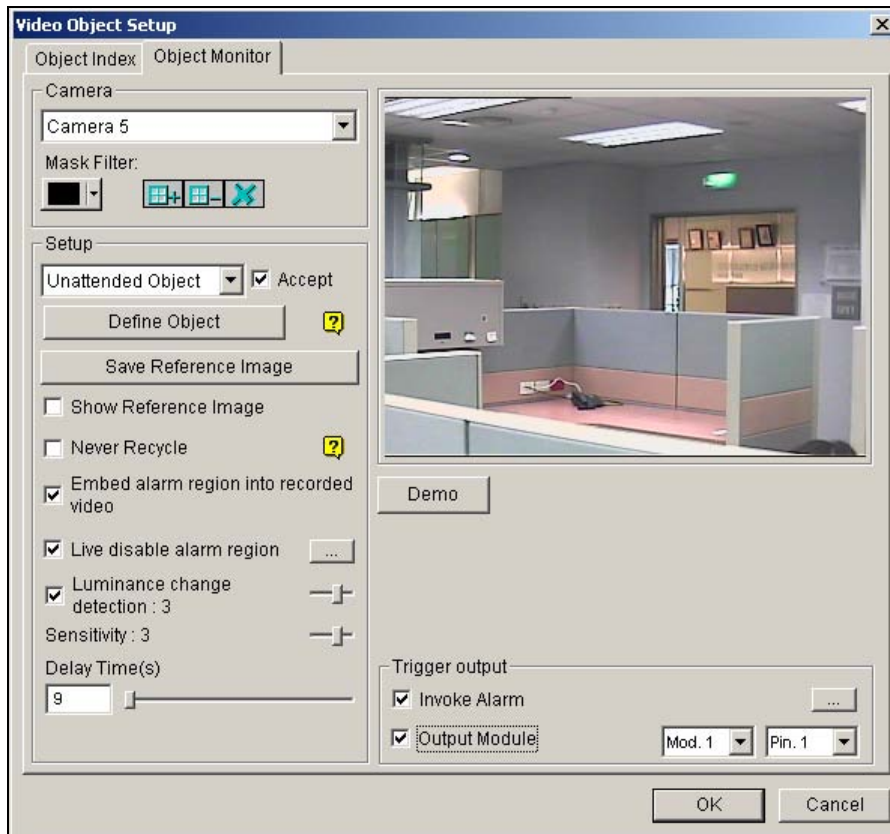 Video Object Setup
Object Index
Object Monitor
Camera
Camera 5
Mask Filter:
Setup
Unattended Object
Accept
Define Object
?
Save Reference Image
Show Reference Image
Never Recycle
?
Embed alarm region into recorded
video
Live disable alarm region
...
Luminance change
detection : 3
Sensitivity : 3
Delay Time(s)
9
Demo
Trigger output
Invoke Alarm
...
Output Module
Mod. 1
Pin. 1
OK
Cancel